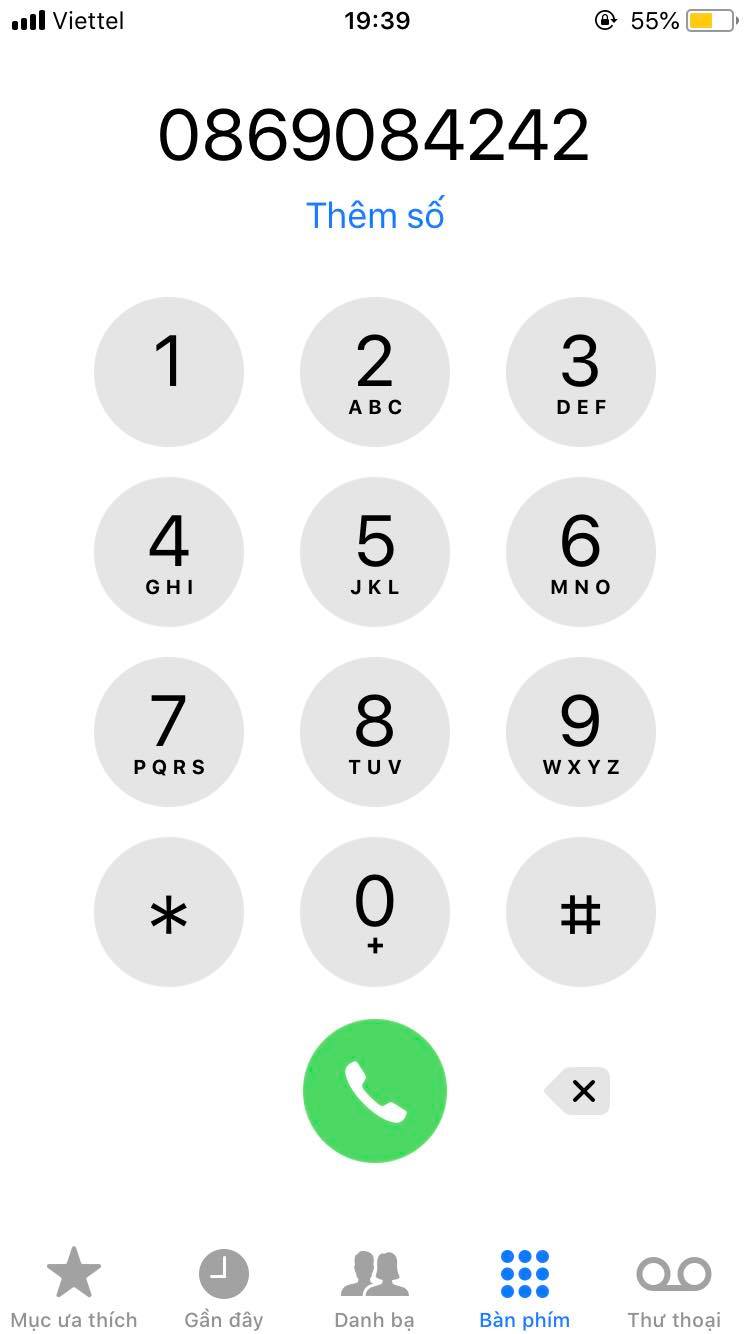 Viettel 19:39 55%
0869084242
Thêm số
1 2 3
ABC DEF
4 5 6
GHI JKL MNO
7 8 9
PQRS TUV WXYZ
* 0 #
+
Mục ưa thích Gần đây Danh bạ Bàn phím Thư thoại